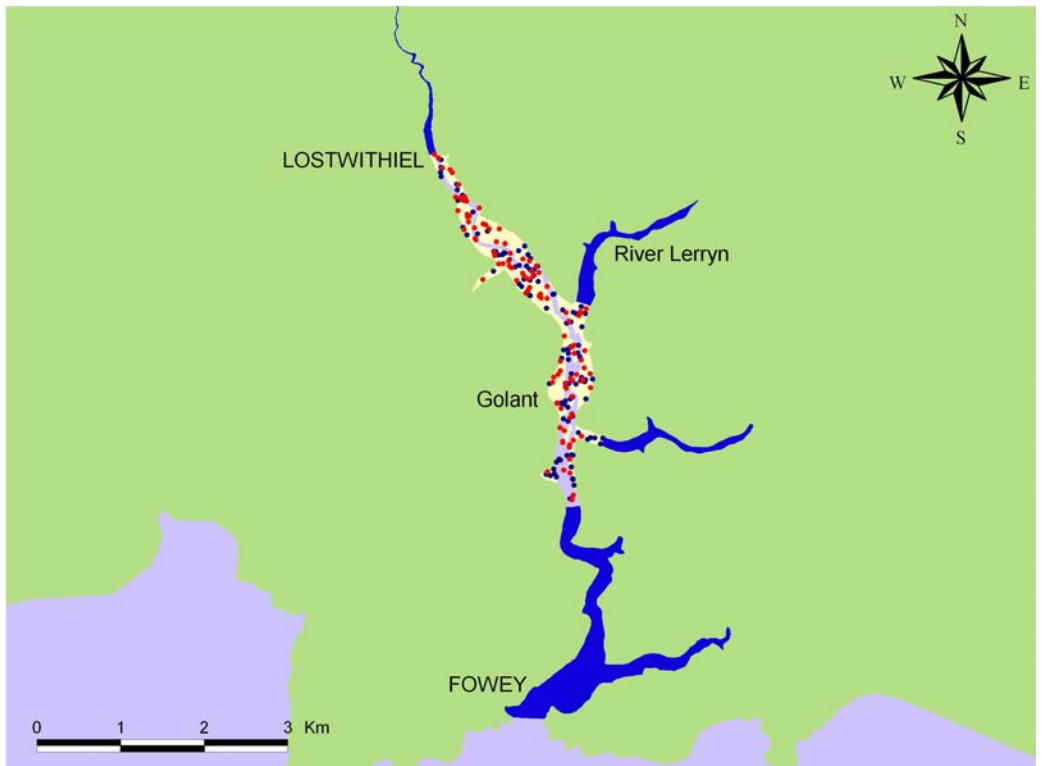 N
W E
S
LOSTWITHIEL
River Lerryn
Golant
FOWEY
0 1 2 3 Km